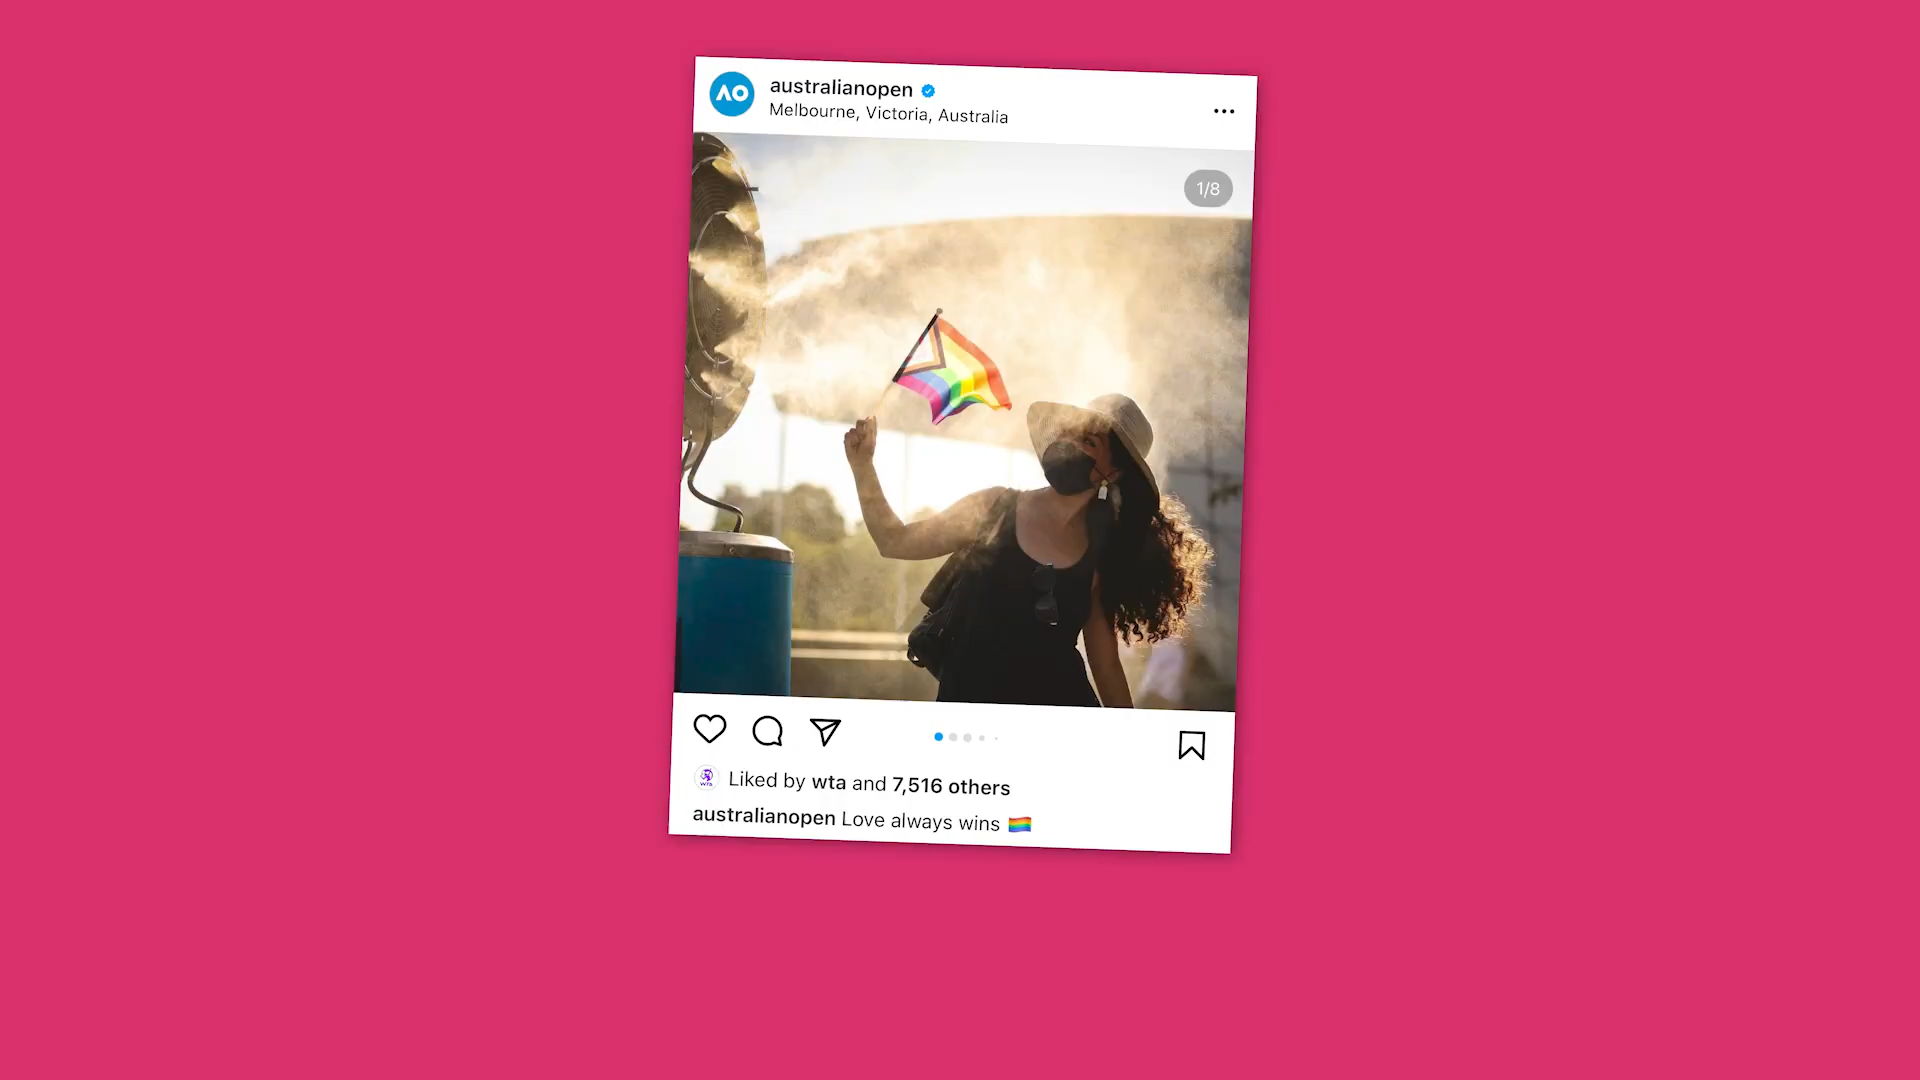 AO
australianopen
Melbourne, Victoria, Australia
1/8
Liked by wta and 7,516 others
australianopen Love always wins 🏳️‍🌈